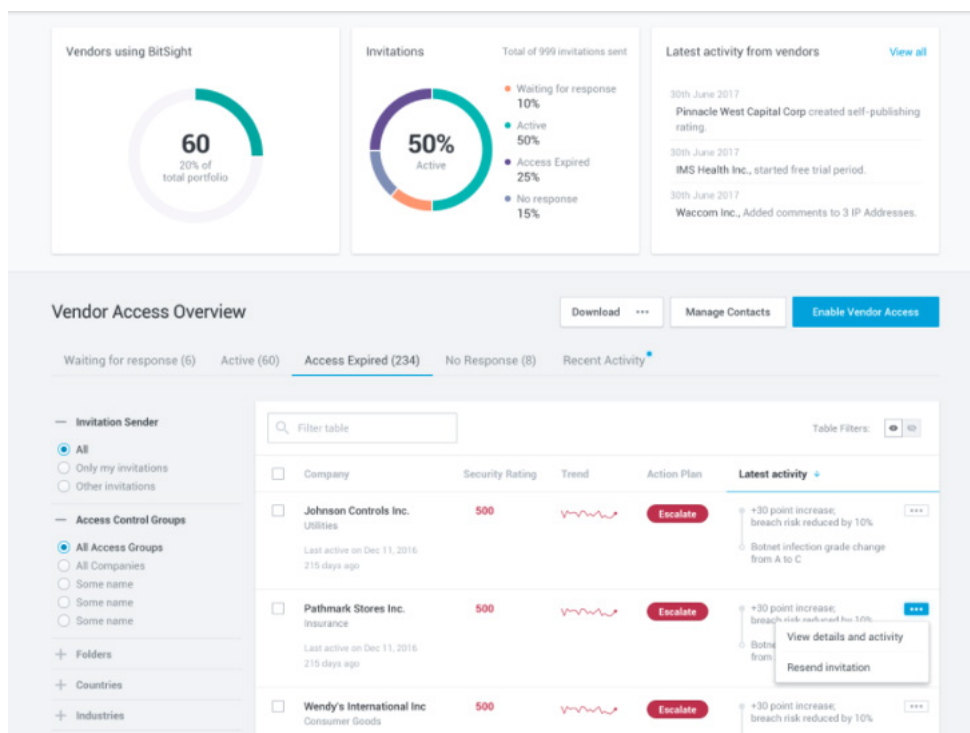 Vendors using BitSight
60
20% of
total portfolio
Invitations
Total of 999 invitations sent
50%
Active
Waiting for response
10%
Active
50%
Access Expired
25%
No response
15%
Latest activity from vendors
View all
30th June 2017
Pinnacle West Capital Corp created self-publishing
rating.
30th June 2017
IMS Health Inc., started free trial period.
30th June 2017
Waccom Inc., Added comments to 3 IP Addresses.
Vendor Access Overview
Download
Manage Contacts
Enable Vendor Access
Waiting for response (6)
Active (60)
Access Expired (234)
No Response (8)
Recent Activity
Invitation Sender
All
Only my invitations
Other invitations
Access Control Groups
All Access Groups
All Companies
Some name
Some name
Some name
Folders
Countries
Industries
Filter table
Table Filters:
Company
Security Rating
Trend
Action Plan
Latest activity
Johnson Controls Inc.
Utilities
Last active on Dec 11, 2016
215 days ago
500
Escalate
+30 point increase;
breach risk reduced by 10%
Botnet infection grade change
from A to C
Pathmark Stores Inc.
Insurance
Last active on Dec 11, 2016
215 days ago
500
Escalate
+30 point increase;
breach risk reduced by 10%
Botne
from
View details and activity
Resend invitation
Wendy's International Inc
Consumer Goods
500
Escalate
+30 point increase;
breach risk reduced by 10%